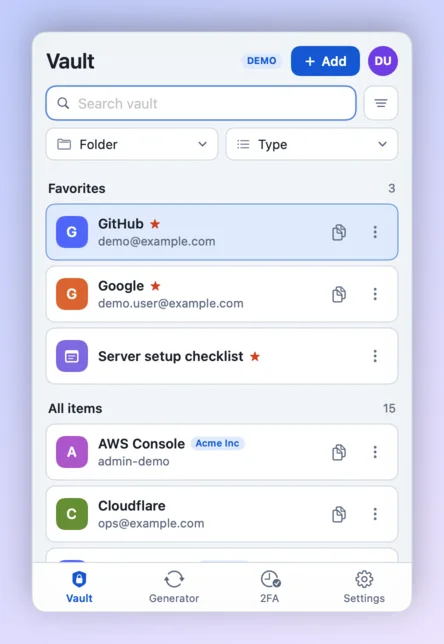 Vault
DEMO
+ Add
DU
Search vault
Folder
Type
Favorites
3
G
GitHub
demo@example.com
G
Google
demo.user@example.com
Server setup checklist
All items
15
A
AWS Console
Acme Inc
admin-demo
C
Cloudflare
ops@example.com
Vault
Generator
2FA
Settings